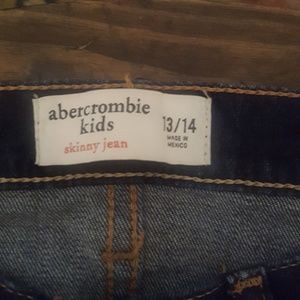 abercrombie
kids
skinny jean
13/14
MADE IN
MEXICO